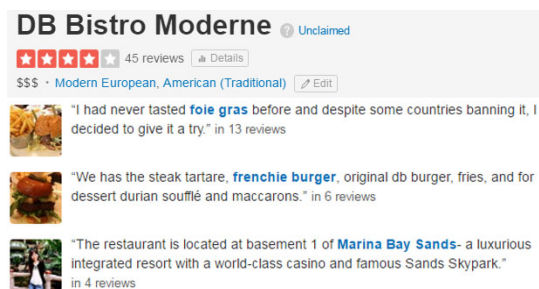 DB Bistro Moderne ? Unclaimed
45 reviews Details
$$$ · Modern European, American (Traditional) Edit
"I had never tasted foie gras before and despite some countries banning it, I
decided to give it a try." in 13 reviews
"We has the steak tartare, frenchie burger, original db burger, fries, and for
dessert durian soufflé and maccarons." in 6 reviews
"The restaurant is located at basement 1 of Marina Bay Sands- a luxurious
integrated resort with a world-class casino and famous Sands Skypark."
in 4 reviews